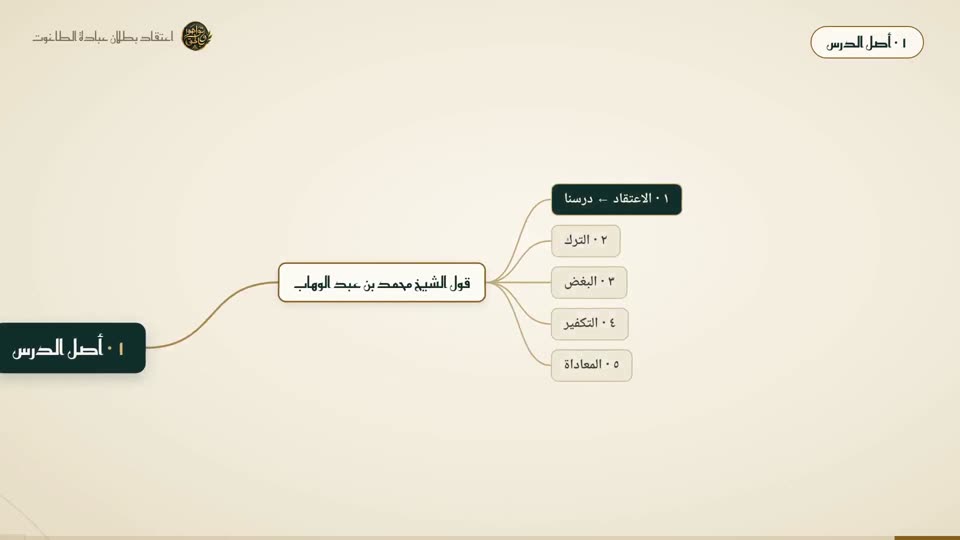 ٠١ أصل الدرس
اعتقاد بطلان عبادة الطاغوت
٠١ أصل الدرس
قول الشيخ محمد بن عبد الوهاب
٠١ الاعتقاد ← درسنا
٠٢ الترك
٠٣ البغض
٠٤ التكفير
٠٥ المعاداة